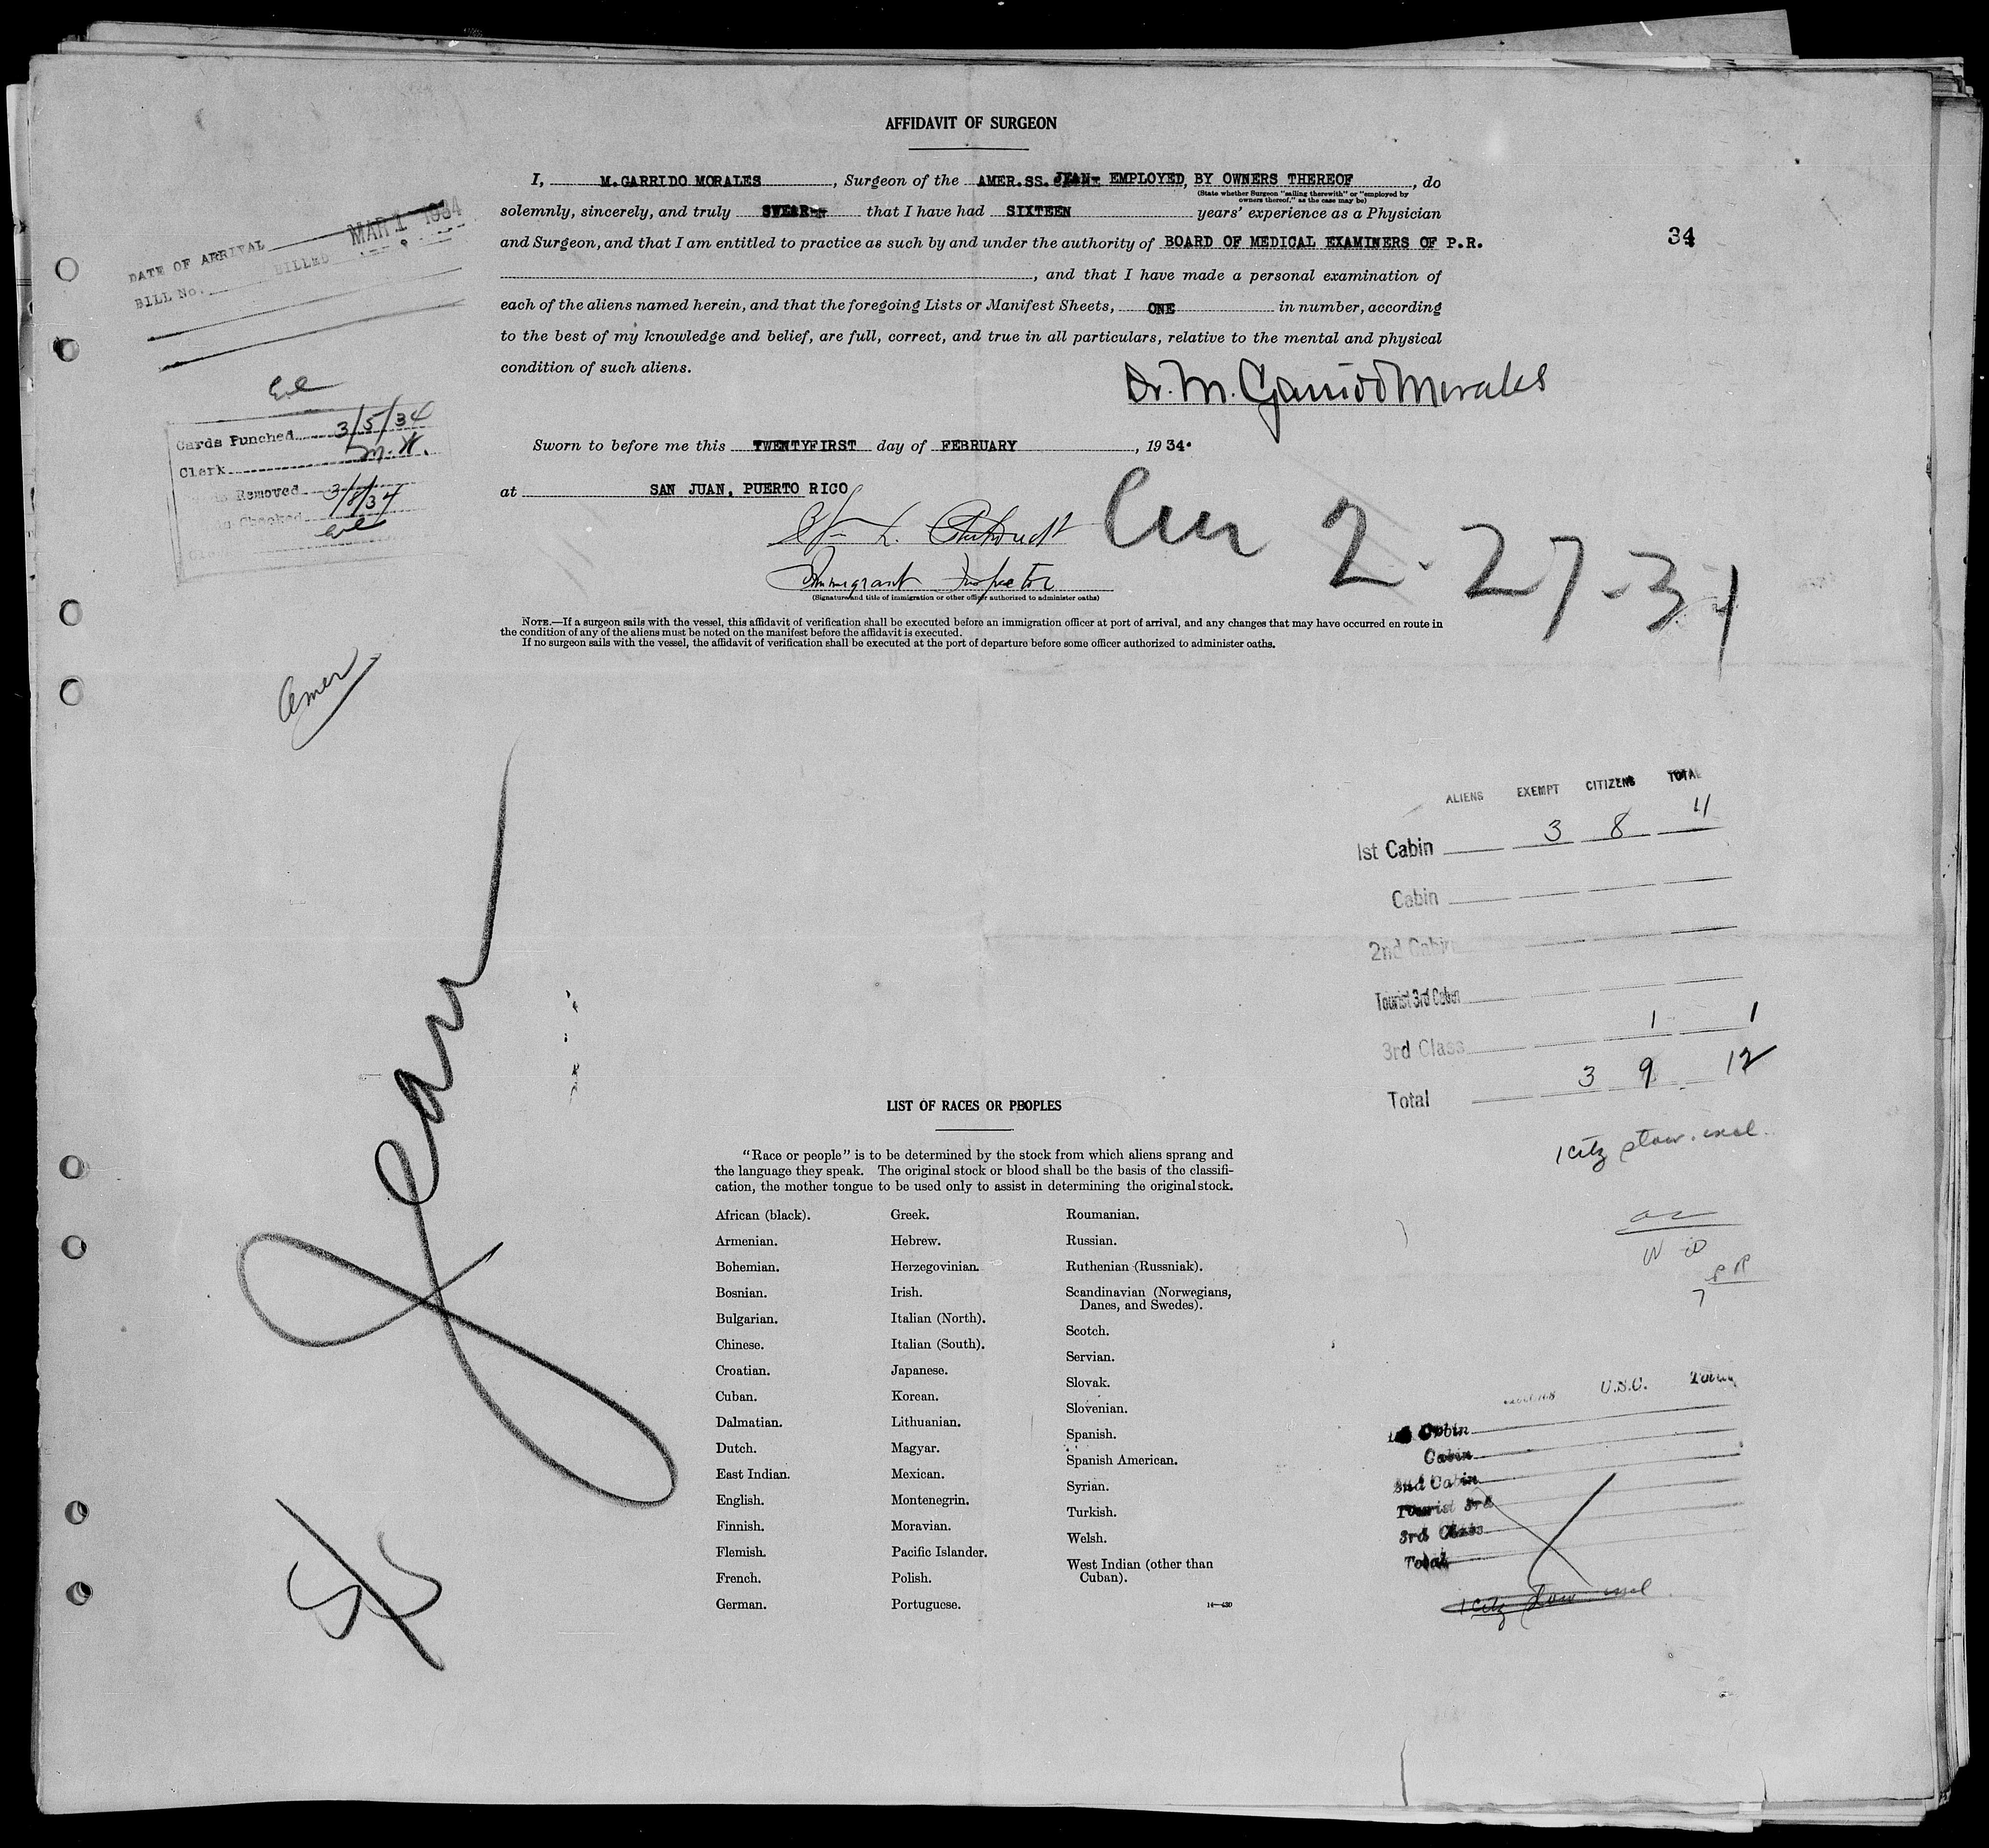 AFFIDAVIT OF SURGEON
I, M. GARRIDO MORALES, Surgeon of the AMER.SS. JEAN- EMPLOYED, BY OWNERS THEREOF, do
(State whether Surgeon "sailing therewith" or "employed by
owners thereof," as the case may be)
solemnly, sincerely, and truly SWEAR-- that I have had SIXTEEN years' experience as a Physician
and Surgeon, and that I am entitled to practice as such by and under the authority of BOARD OF MEDICAL EXAMINERS OF P.R.
34
, and that I have made a personal examination of
each of the aliens named herein, and that the foregoing Lists or Manifest Sheets, ONE in number, according
to the best of my knowledge and belief, are full, correct, and true in all particulars, relative to the mental and physical
condition of such aliens.
Dr. M. Garrido Morales
Sworn to before me this TWENTYFIRST day of FEBRUARY, 1934.
at SAN JUAN, PUERTO RICO
Immigrant Inspector
(Signature and title of immigration or other officer authorized to administer oaths)
2-27-34
NOTE.—If a surgeon sails with the vessel, this affidavit of verification shall be executed before an immigration officer at port of arrival, and any changes that may have occurred en route in
the condition of any of the aliens must be noted on the manifest before the affidavit is executed.
If no surgeon sails with the vessel, the affidavit of verification shall be executed at the port of departure before some officer authorized to administer oaths.
DATE OF ARRIVAL MAR 1 1934
BILL No. BILLED
Cards Punched 3/5/34
Clerk M.H.
Removed 3/8/34
Checked
Amer
Jean
ALIENS EXEMPT CITIZENS TOTAL
1st Cabin 3 8 11
Cabin
2nd Cabin
Tourist 3rd Cabin
3rd Class 1 1
Total 3 9 12
1 citz stow.
P R
7
LIST OF RACES OR PEOPLES
"Race or people" is to be determined by the stock from which aliens sprang and
the language they speak. The original stock or blood shall be the basis of the classifi-
cation, the mother tongue to be used only to assist in determining the original stock.
African (black).
Armenian.
Bohemian.
Bosnian.
Bulgarian.
Chinese.
Croatian.
Cuban.
Dalmatian.
Dutch.
East Indian.
English.
Finnish.
Flemish.
French.
German.
Greek.
Hebrew.
Herzegovinian.
Irish.
Italian (North).
Italian (South).
Japanese.
Korean.
Lithuanian.
Magyar.
Mexican.
Montenegrin.
Moravian.
Pacific Islander.
Polish.
Portuguese.
Roumanian.
Russian.
Ruthenian (Russniak).
Scandinavian (Norwegians,
Danes, and Swedes).
Scotch.
Servian.
Slovak.
Slovenian.
Spanish.
Spanish American.
Syrian.
Turkish.
Welsh.
West Indian (other than
Cuban).
U.S.C. Total
1st Cabin
Cabin
2nd Cabin
Tourist 3rd
3rd Class
Total
1 citz stow